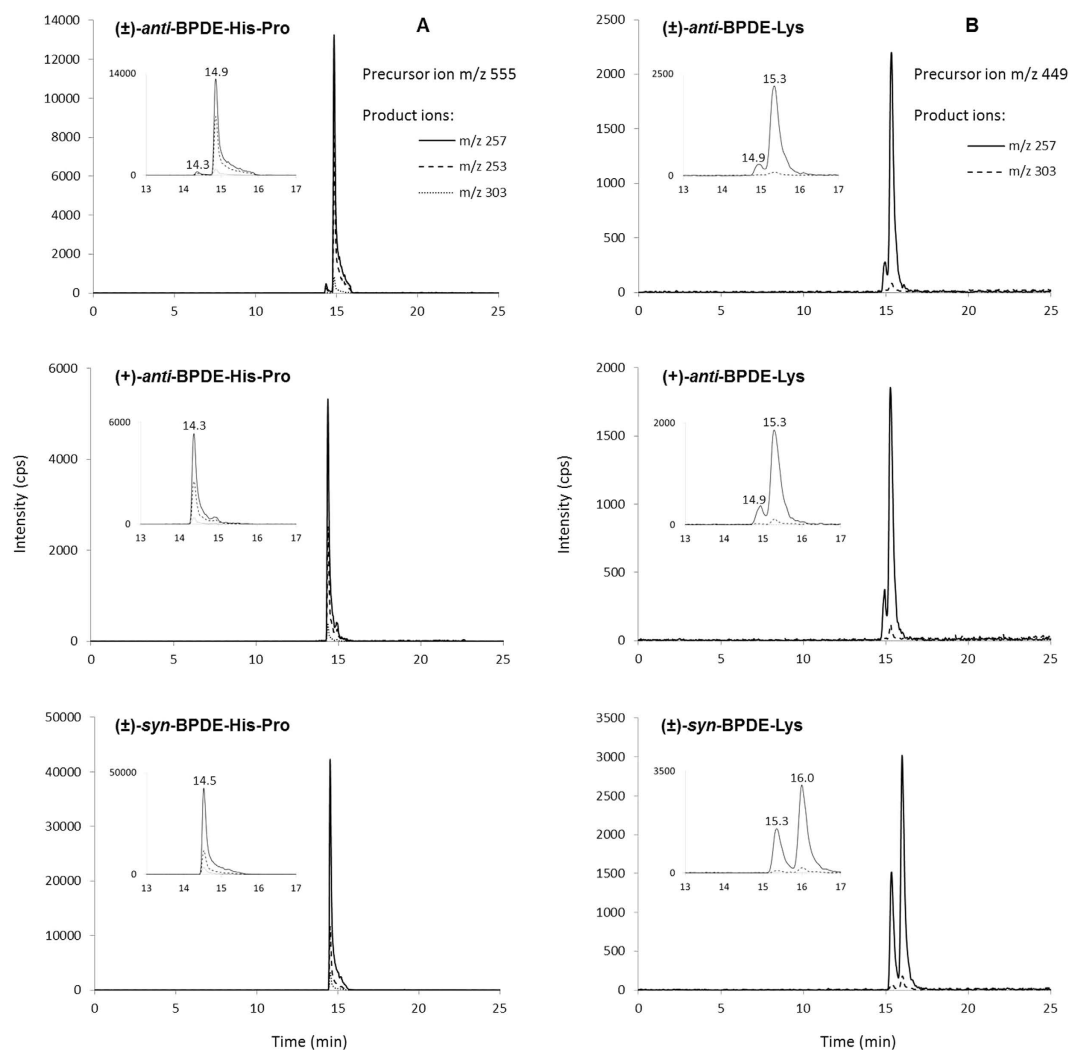 (±)-anti-BPDE-His-Pro
A
Precursor ion m/z 555
Product ions:
m/z 257
m/z 253
m/z 303
14000
12000
10000
8000
6000
4000
2000
0
0 5 10 15 20 25
14000
0
14.9
14.3
13 14 15 16 17
(±)-anti-BPDE-Lys
B
Precursor ion m/z 449
Product ions:
m/z 257
m/z 303
2500
2000
1500
1000
500
0
0 5 10 15 20 25
2500
0
15.3
14.9
13 14 15 16 17
(+)-anti-BPDE-His-Pro
6000
4000
2000
0
0 5 10 15 20 25
6000
0
14.3
13 14 15 16 17
Intensity (cps)
(+)-anti-BPDE-Lys
2000
1500
1000
500
0
0 5 10 15 20 25
2000
0
15.3
14.9
13 14 15 16 17
Intensity (cps)
(±)-syn-BPDE-His-Pro
50000
40000
30000
20000
10000
0
0 5 10 15 20 25
50000
0
14.5
13 14 15 16 17
Time (min)
(±)-syn-BPDE-Lys
3500
3000
2500
2000
1500
1000
500
0
0 5 10 15 20 25
3500
0
16.0
15.3
13 14 15 16 17
Time (min)